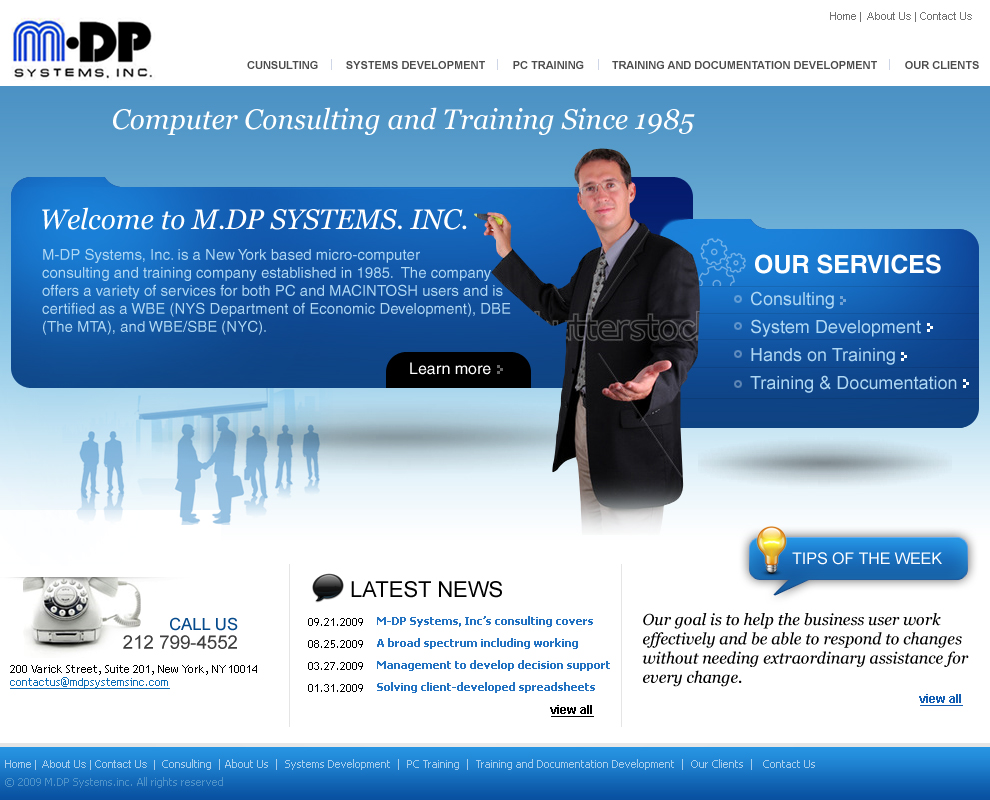 M·DP
SYSTEMS, INC.
Home | About Us | Contact Us
CUNSULTING | SYSTEMS DEVELOPMENT | PC TRAINING | TRAINING AND DOCUMENTATION DEVELOPMENT | OUR CLIENTS
Computer Consulting and Training Since 1985
Welcome to M.DP SYSTEMS. INC.
M-DP Systems, Inc. is a New York based micro-computer
consulting and training company established in 1985. The company
offers a variety of services for both PC and MACINTOSH users and is
certified as a WBE (NYS Department of Economic Development), DBE
(The MTA), and WBE/SBE (NYC).
Learn more
OUR SERVICES
Consulting
System Development
Hands on Training
Training & Documentation
CALL US
212 799-4552
200 Varick Street, Suite 201, New York, NY 10014
contactus@mdpsystemsinc.com
LATEST NEWS
09.21.2009 M-DP Systems, Inc's consulting covers
08.25.2009 A broad spectrum including working
03.27.2009 Management to develop decision support
01.31.2009 Solving client-developed spreadsheets
view all
TIPS OF THE WEEK
Our goal is to help the business user work
effectively and be able to respond to changes
without needing extraordinary assistance for
every change.
view all
Home | About Us | Contact Us | Consulting | About Us | Systems Development | PC Training | Training and Documentation Development | Our Clients | Contact Us
© 2009 M.DP Systems.inc. All rights reserved